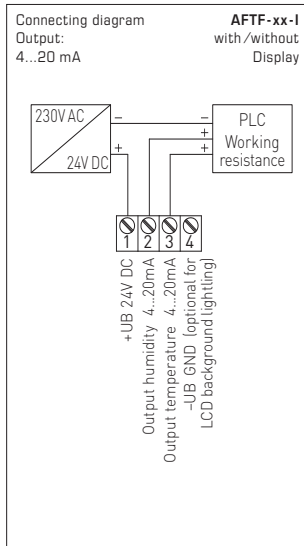 Connecting diagram
Output:
4...20 mA
AFTF-xx-I
with/without
Display
230V AC
24V DC
–
+
–
+
+
PLC
Working
resistance
1 2 3 4
+UB 24V DC
Output humidity 4...20mA
Output temperature 4...20mA
–UB GND (optional for
LCD background lightling)